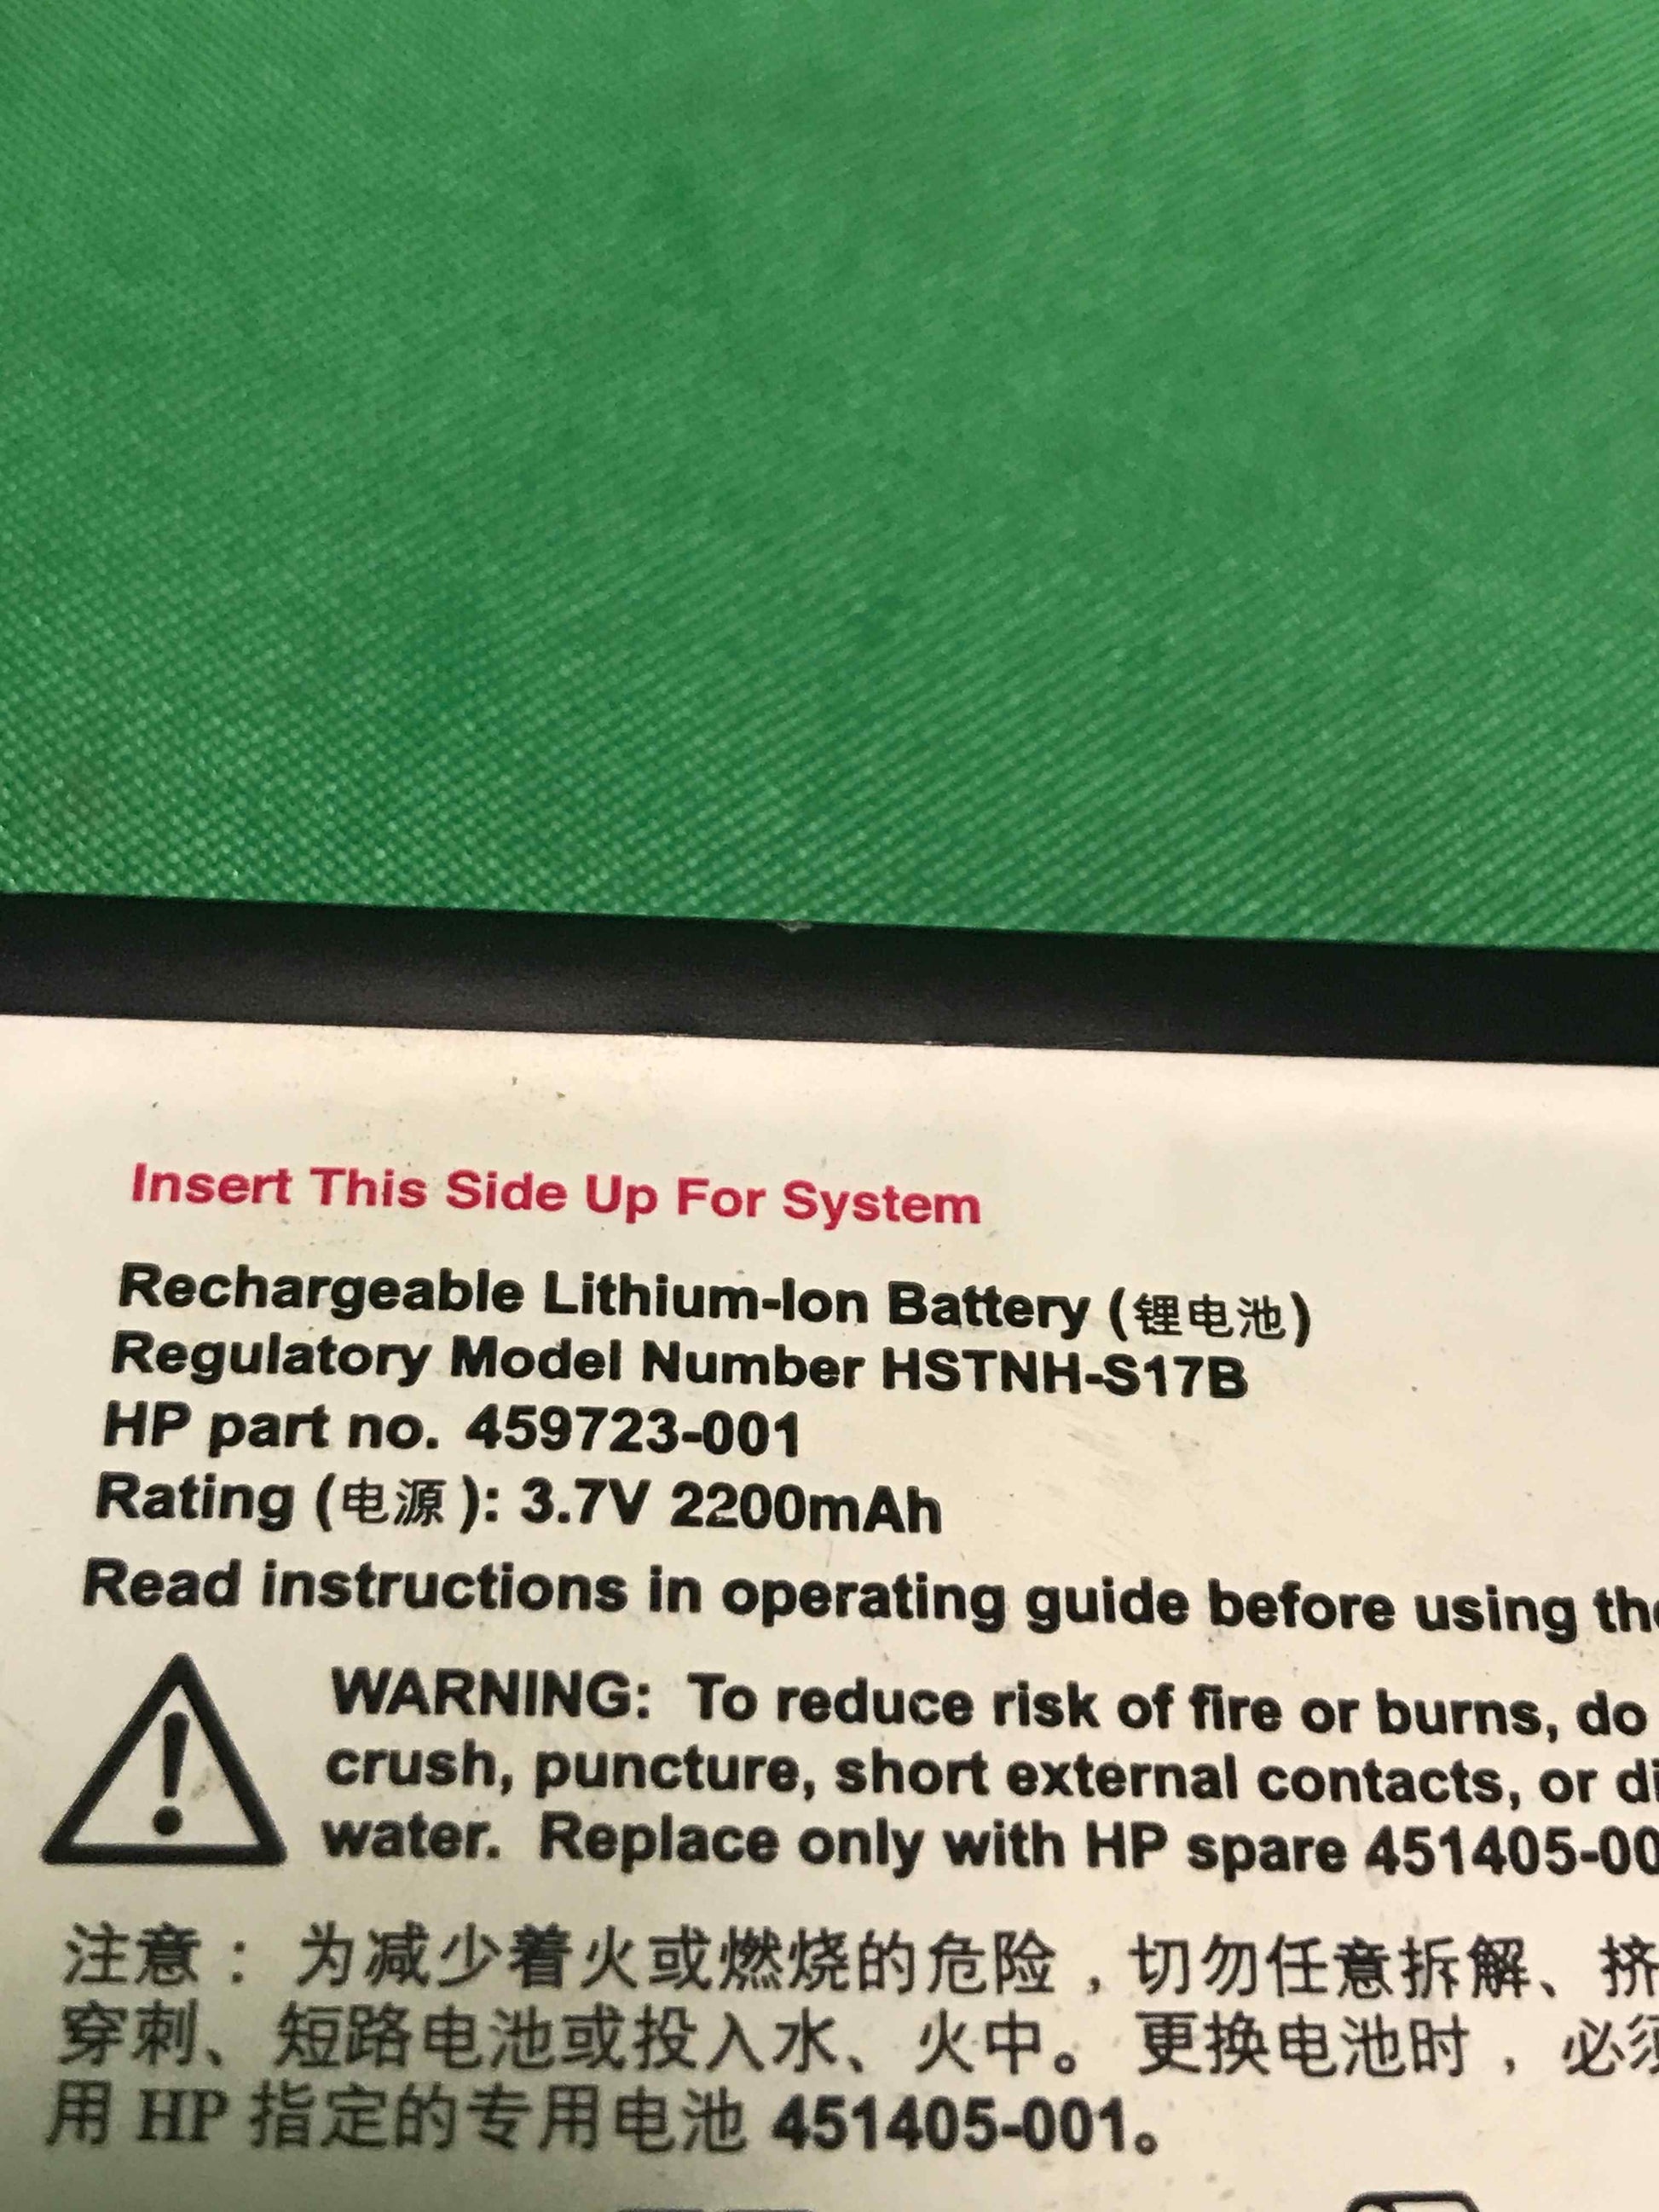 Insert This Side Up For System
Rechargeable Lithium-Ion Battery (锂电池)
Regulatory Model Number HSTNH-S17B
HP part no. 459723-001
Rating (电源): 3.7V 2200mAh
Read instructions in operating guide before using
WARNING: To reduce risk of fire or burns, do
crush, puncture, short external contacts, or
water. Replace only with HP spare 451405-00
注意：为减少着火或燃烧的危险，切勿任意拆解、挤
穿刺、短路电池或投入水、火中。更换电池时，必须
用 HP 指定的专用电池 451405-001。